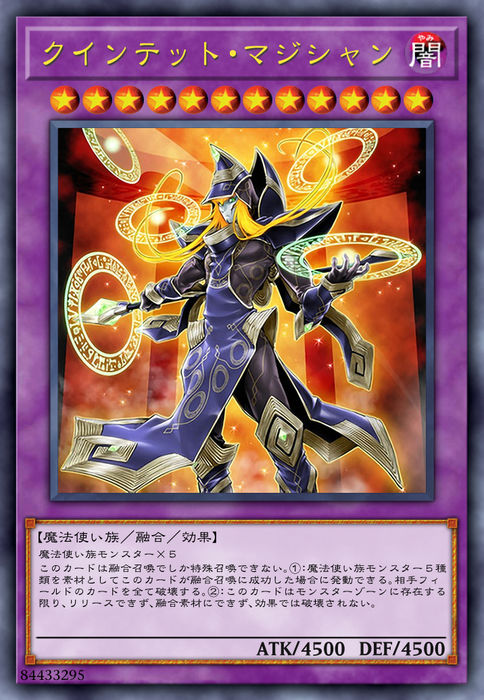 クインテット・マジシャン
やみ
闇
【魔法使い族／融合／効果】
魔法使い族モンスター×５
このカードは融合召喚でしか特殊召喚できない。①：魔法使い族モンスター５種
類を素材としてこのカードが融合召喚に成功した場合に発動できる。相手フィ
ールドのカードを全て破壊する。②：このカードはモンスターゾーンに存在する
限り、リリースできず、融合素材にできず、効果では破壊されない。
ATK/4500 DEF/4500
84433295